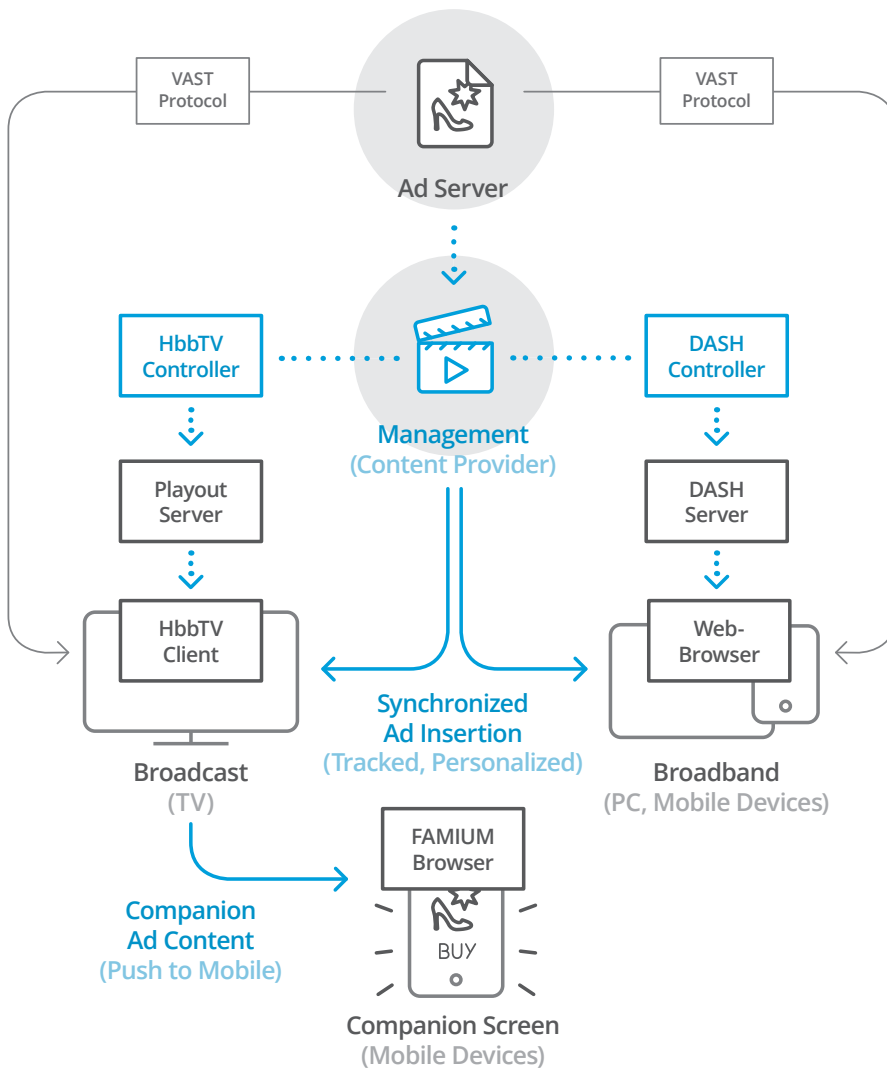 VAST
Protocol
VAST
Protocol
Ad Server
HbbTV
Controller
DASH
Controller
Management
(Content Provider)
Playout
Server
DASH
Server
HbbTV
Client
Web-
Browser
Synchronized
Ad Insertion
(Tracked, Personalized)
Broadcast
(TV)
Broadband
(PC, Mobile Devices)
FAMIUM
Browser
Companion
Ad Content
(Push to Mobile)
BUY
Companion Screen
(Mobile Devices)